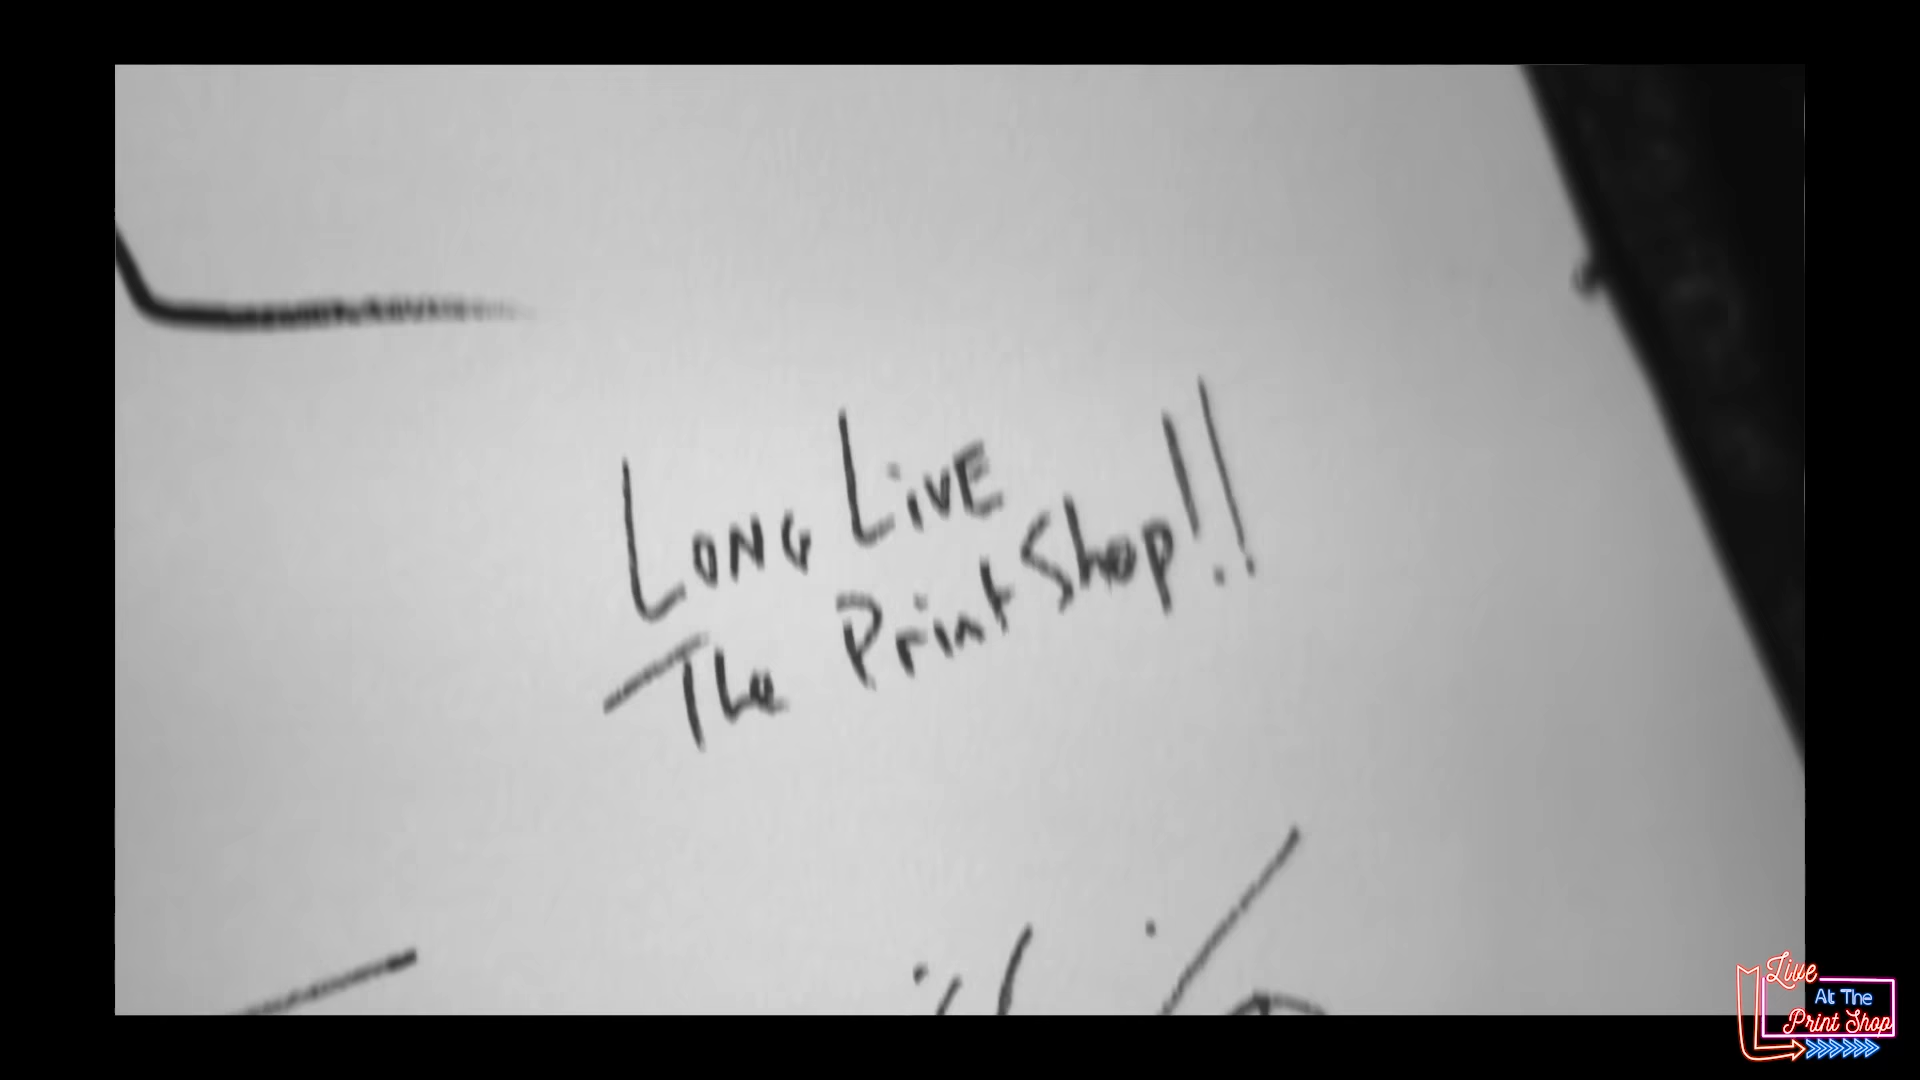 LONG LIVE
The Print Shop!!
Live
At The
Print Shop